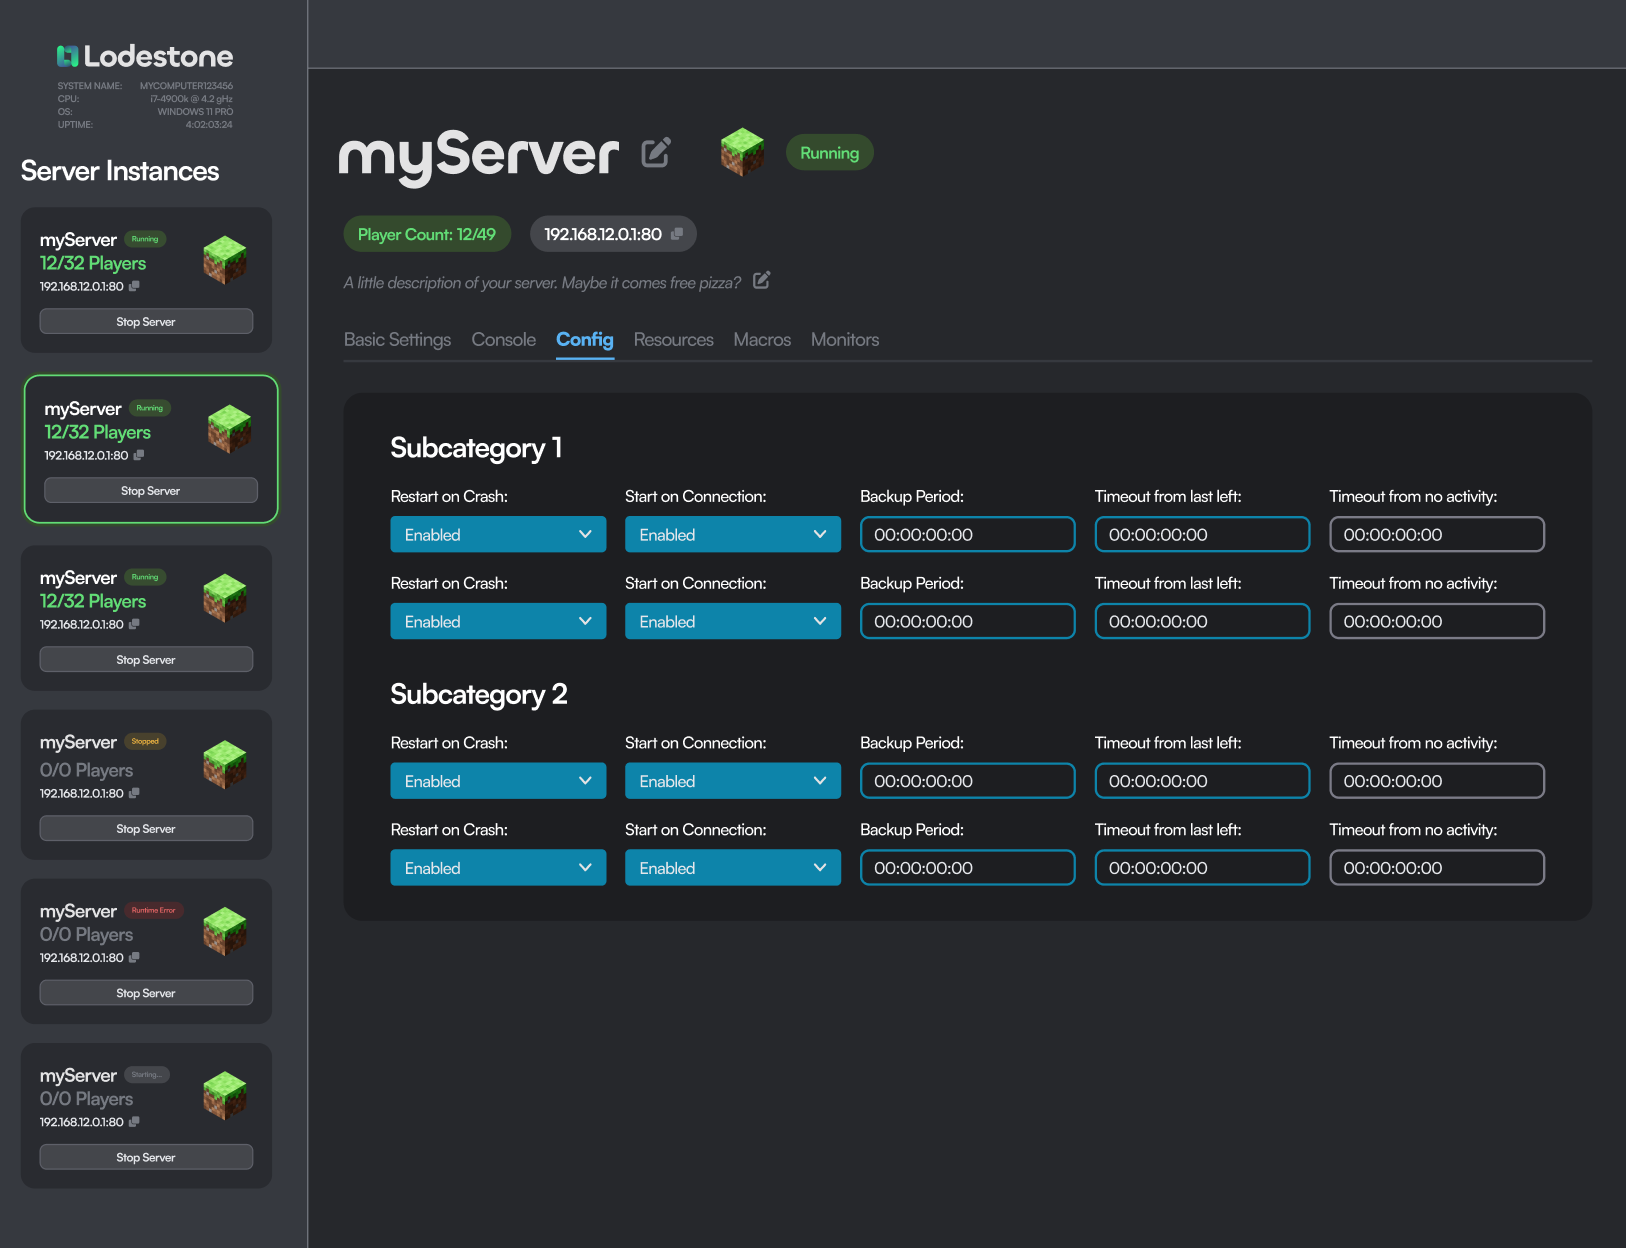 Lodestone
SYSTEM NAME: MYCOMPUTER123456
CPU: i7-4900k @ 4.2 gHz
OS: WINDOWS 11 PRO
UPTIME: 4:02:03:24
Server Instances
myServer Running
12/32 Players
192.168.12.0.1:80
Stop Server
myServer Running
12/32 Players
192.168.12.0.1:80
Stop Server
myServer Running
12/32 Players
192.168.12.0.1:80
Stop Server
myServer Stopped
0/0 Players
192.168.12.0.1:80
Stop Server
myServer Runtime Error
0/0 Players
192.168.12.0.1:80
Stop Server
myServer Starting...
0/0 Players
192.168.12.0.1:80
Stop Server
myServer Running
Player Count: 12/49 192.168.12.0.1:80
A little description of your server. Maybe it comes free pizza?
Basic Settings Console Config Resources Macros Monitors
Subcategory 1
Restart on Crash: Start on Connection: Backup Period: Timeout from last left: Timeout from no activity:
Enabled Enabled 00:00:00:00 00:00:00:00 00:00:00:00
Restart on Crash: Start on Connection: Backup Period: Timeout from last left: Timeout from no activity:
Enabled Enabled 00:00:00:00 00:00:00:00 00:00:00:00
Subcategory 2
Restart on Crash: Start on Connection: Backup Period: Timeout from last left: Timeout from no activity:
Enabled Enabled 00:00:00:00 00:00:00:00 00:00:00:00
Restart on Crash: Start on Connection: Backup Period: Timeout from last left: Timeout from no activity:
Enabled Enabled 00:00:00:00 00:00:00:00 00:00:00:00